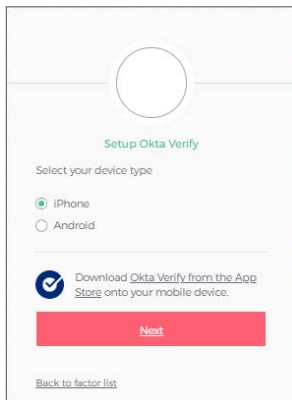 Setup Okta Verify
Select your device type
iPhone
Android
Download Okta Verify from the App
Store onto your mobile device.
Next
Back to factor list